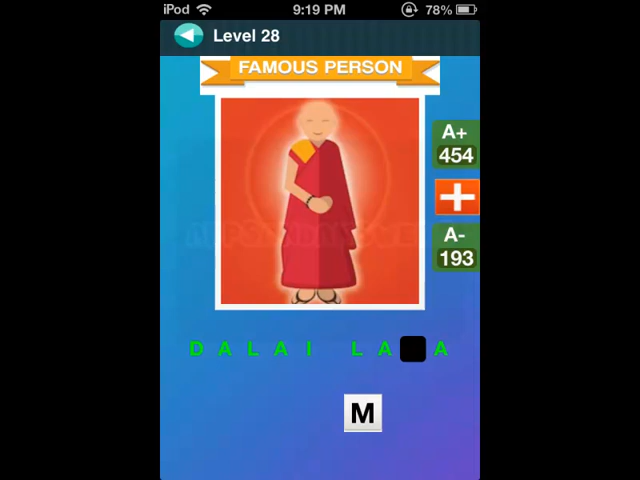 iPod 9:19 PM 78%
Level 28
FAMOUS PERSON
A+
454
A-
193
D A L A I L A A
M